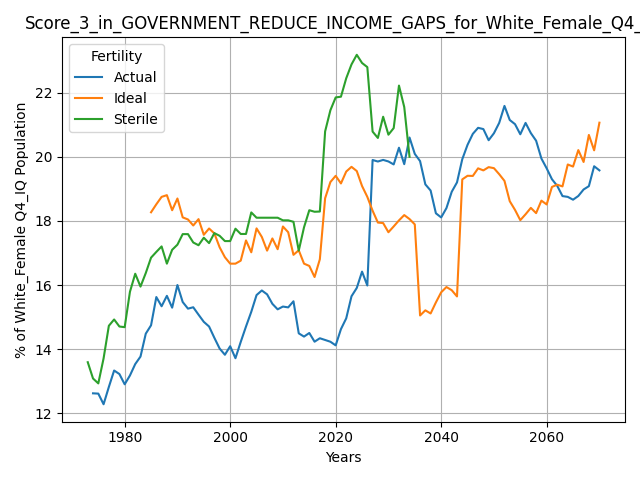 Score_3_in_GOVERNMENT_REDUCE_INCOME_GAPS_for_White_Female_Q4_
Fertility
Actual
Ideal
Sterile
% of White_Female Q4_IQ Population
22
20
18
16
14
12
1980
2000
2020
2040
2060
Years